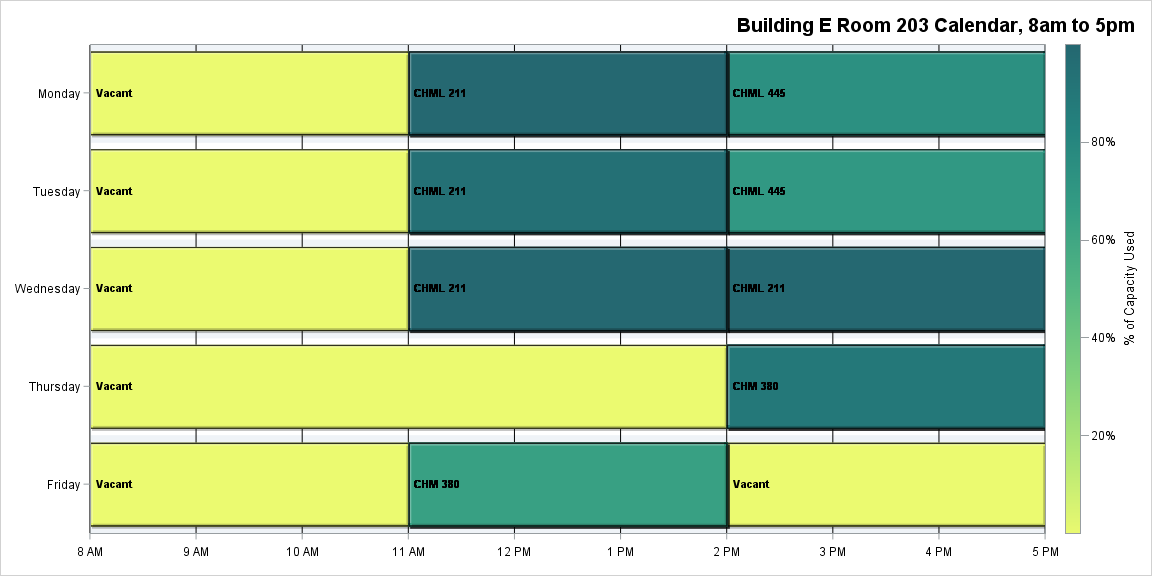 Building E Room 203 Calendar, 8am to 5pm
Monday
Vacant
CHML 211
CHML 445
Tuesday
Vacant
CHML 211
CHML 445
Wednesday
Vacant
CHML 211
CHML 211
Thursday
Vacant
CHM 380
Friday
Vacant
CHM 380
Vacant
8 AM
9 AM
10 AM
11 AM
12 PM
1 PM
2 PM
3 PM
4 PM
5 PM
80%
60%
40%
20%
% of Capacity Used